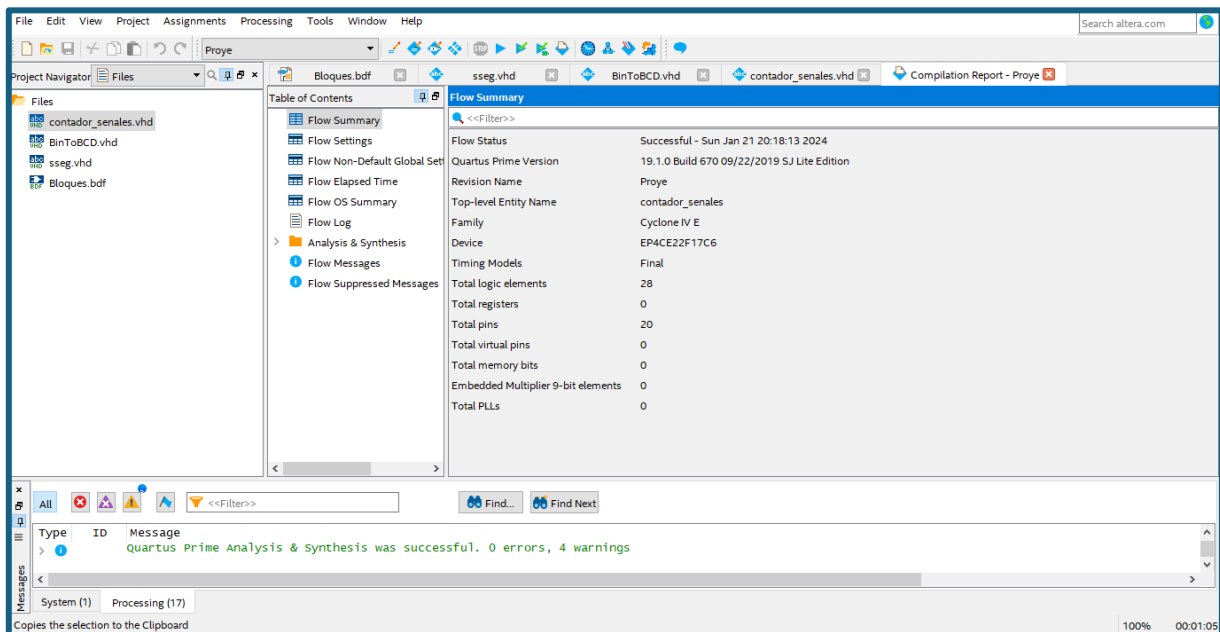 File Edit View Project Assignments Processing Tools Window Help
Search altera.com
Proye
Project Navigator Files
Files
contador_senales.vhd
BinToBCD.vhd
sseg.vhd
Bloques.bdf
Bloques.bdf sseg.vhd BinToBCD.vhd contador_senales.vhd Compilation Report - Proye
Table of Contents
Flow Summary
Flow Settings
Flow Non-Default Global Sett
Flow Elapsed Time
Flow OS Summary
Flow Log
Analysis & Synthesis
Flow Messages
Flow Suppressed Messages
Flow Summary
<<Filter>>
Flow Status Successful - Sun Jan 21 20:18:13 2024
Quartus Prime Version 19.1.0 Build 670 09/22/2019 SJ Lite Edition
Revision Name Proye
Top-level Entity Name contador_senales
Family Cyclone IV E
Device EP4CE22F17C6
Timing Models Final
Total logic elements 28
Total registers 0
Total pins 20
Total virtual pins 0
Total memory bits 0
Embedded Multiplier 9-bit elements 0
Total PLLs 0
All <<Filter>> Find... Find Next
Type ID Message
Quartus Prime Analysis & Synthesis was successful. 0 errors, 4 warnings
Messages
System (1) Processing (17)
Copies the selection to the Clipboard 100% 00:01:05